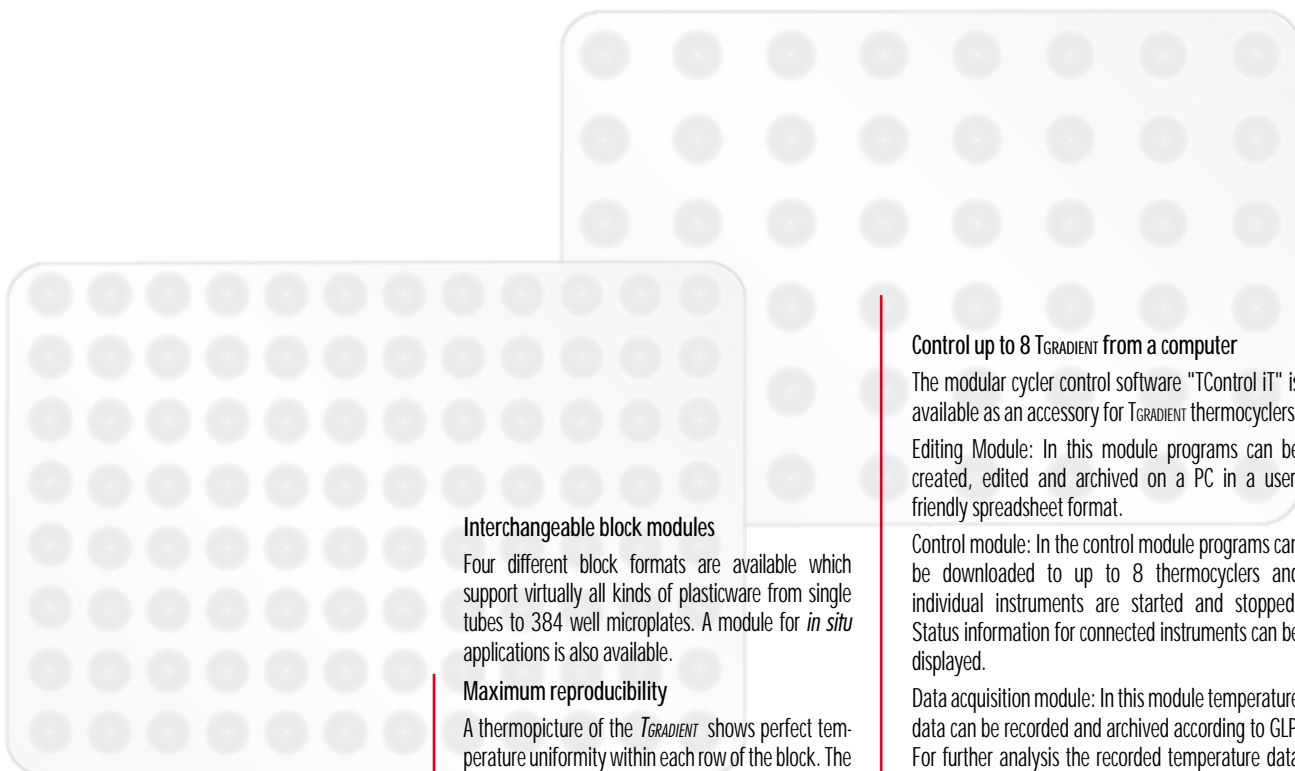 Interchangeable block modules
Four different block formats are available which
support virtually all kinds of plasticware from single
tubes to 384 well microplates. A module for in situ
applications is also available.
Maximum reproducibility
A thermopicture of the TGRADIENT shows perfect tem-
perature uniformity within each row of the block. The
Control up to 8 TGRADIENT from a computer
The modular cycler control software "TControl iT" is
available as an accessory for TGRADIENT thermocyclers
Editing Module: In this module programs can be
created, edited and archived on a PC in a user
friendly spreadsheet format.
Control module: In the control module programs can
be downloaded to up to 8 thermocyclers and
individual instruments are started and stopped
Status information for connected instruments can be
displayed.
Data acquisition module: In this module temperature
data can be recorded and archived according to GLP
For further analysis the recorded temperature data